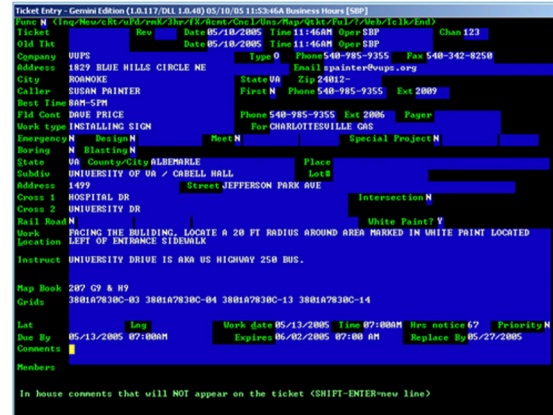 Ticket Entry - Gemini Edition (1.0.117/DLL 1.0.48) 05/10/05 11:53:46A Business Hours [SBP]
Func N <Inq/New/cRt/uPd/rmK/3hr/fX/Acmt/Cncl/Uns/Map/Qtkt/Ful/?/Web/Tclk/End>
Ticket Rev Date 05/10/2005 Time 11:46AM Oper SBP Chan 123
Old Tkt Date 05/10/2005 Time 11:46AM Oper SBP
Company VUPS Type O Phone 540-985-9355 Fax 540-342-8250
Address 1829 BLUE HILLS CIRCLE NE Email spainter@vups.org
City ROANOKE State VA Zip 24012-
Caller SUSAN PAINTER First N Phone 540-985-9355 Ext 2009
Best Time 8AM-5PM
Fld Cont DAVE PRICE Phone 540-985-9355 Ext 2006 Pager
Work type INSTALLING SIGN For CHARLOTTESVILLE GAS
Emergency N Design N Meet N Special Project N
Boring N Blasting N
State VA County/City ALBEMARLE Place
Subdiv UNIVERSITY OF VA / CABELL HALL Lot#
Address 1499 Street JEFFERSON PARK AVE
Cross 1 HOSPITAL DR Intersection N
Cross 2 UNIVERSITY DR
Rail Road N White Paint? Y
Work FACING THE BULIDING, LOCATE A 20 FT RADIUS AROUND AREA MARKED IN WHITE PAINT LOCATED
Location LEFT OF ENTRANCE SIDEWALK
Instruct UNIVERSITY DRIVE IS AKA US HIGHWAY 250 BUS.
Map Book 207 G9 & H9
Grids 3801A7830C-03 3801A7830C-04 3801A7830C-13 3801A7830C-14
Lat Lng Work date 05/13/2005 Time 07:00AM Hrs notice 67 Priority N
Due By 05/13/2005 07:00AM Expires 06/02/2005 07:00 AM Replace By 05/27/2005
Comments
Members
In house comments that will NOT appear on the ticket <SHIFT-ENTER=new line>